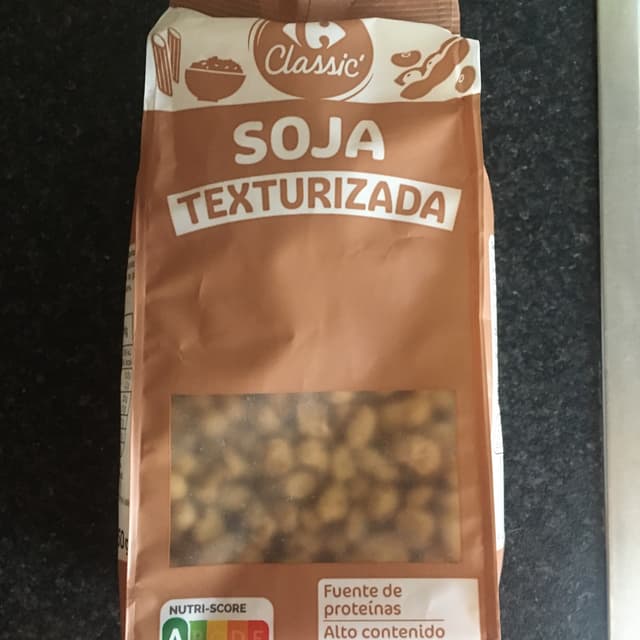 Classic'
SOJA
TEXTURIZADA
NUTRI-SCORE
A B C D E
Fuente de
proteínas
Alto contenido